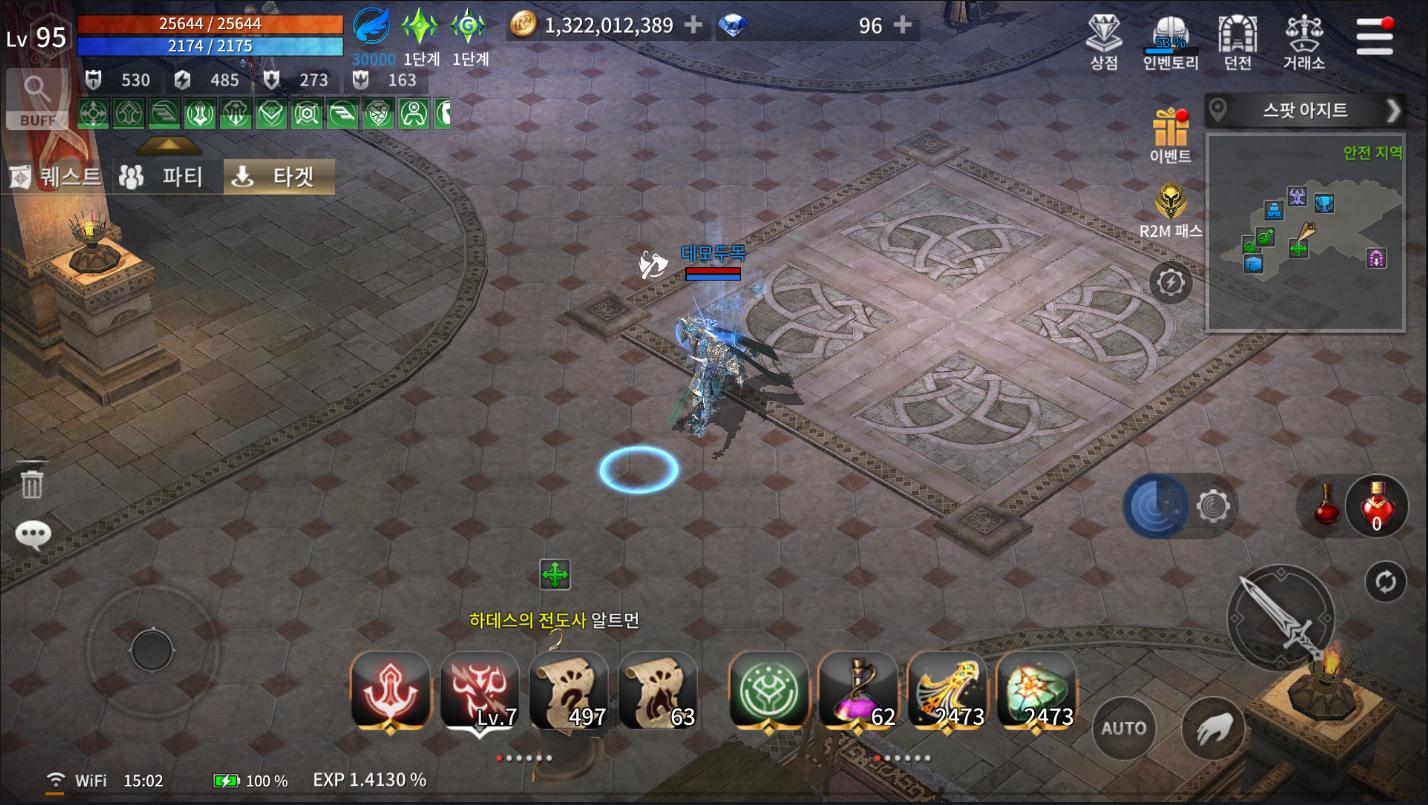 Lv 95
25644 / 25644
2174 / 2175
30000 1단계 1단계
1,322,012,389
96
530 485 273 163
BUFF
퀘스트 파티 타겟
상점 인벤토리 던전 거래소
53 %
스팟 아지트
안전 지역
이벤트
R2M 패스
데모두목
0
하데스의 전도사 알트먼
Lv.7 497 63 62 2473 2473
AUTO
WiFi 15:02 100 % EXP 1.4130 %